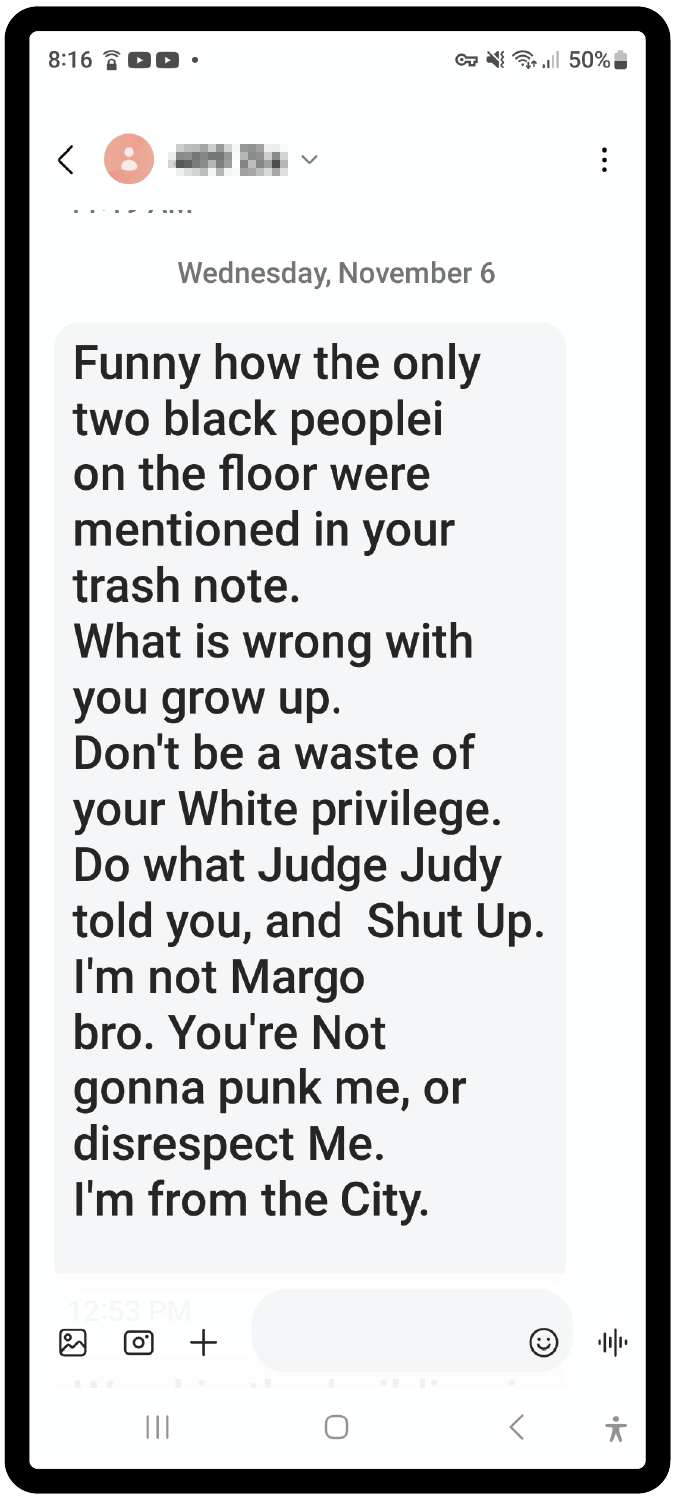 8:16
50%
Wednesday, November 6
Funny how the only
two black peoplei
on the floor were
mentioned in your
trash note.
What is wrong with
you grow up.
Don't be a waste of
your White privilege.
Do what Judge Judy
told you, and  Shut Up.
I'm not Margo
bro. You're Not
gonna punk me, or
disrespect Me.
I'm from the City.
12:53 PM